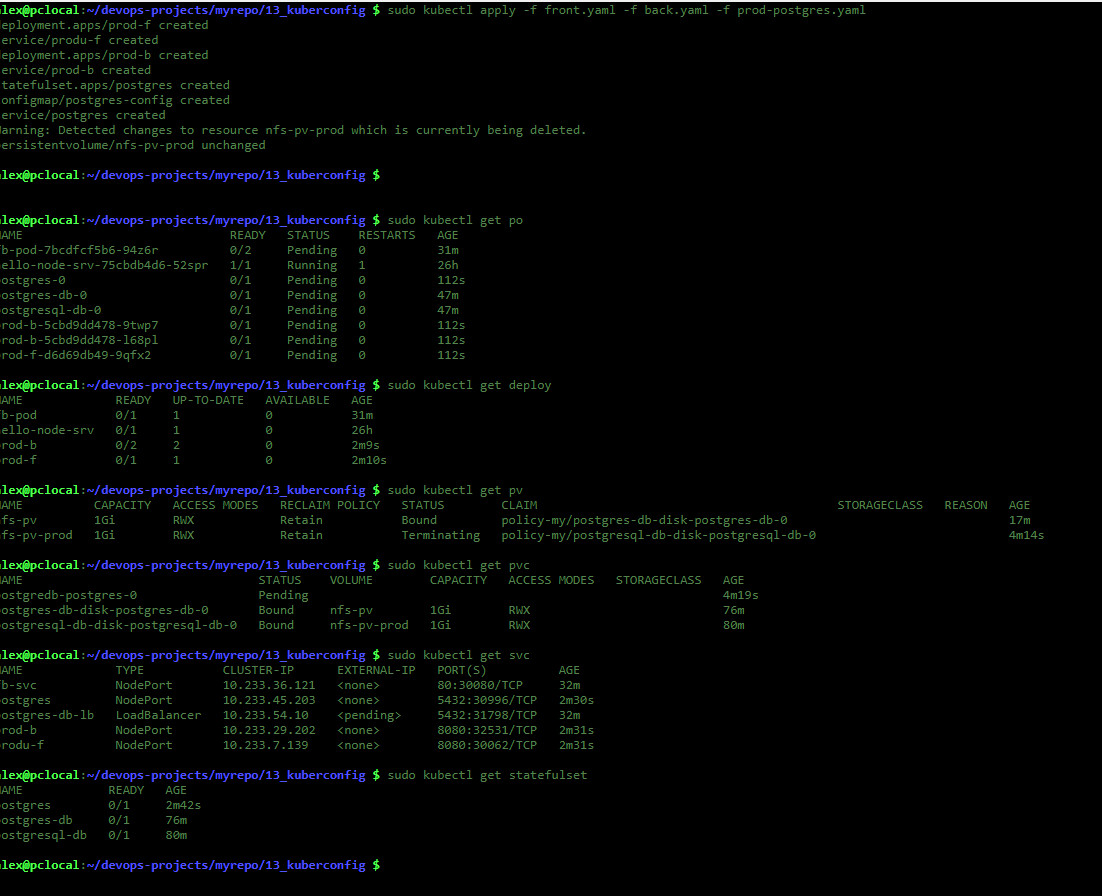 lex@pclocal:~/devops-projects/myrepo/13_kuberconfig $ sudo kubectl apply -f front.yaml -f back.yaml -f prod-postgres.yaml
deployment.apps/prod-f created
ervice/produ-f created
deployment.apps/prod-b created
ervice/prod-b created
tatefulset.apps/postgres created
onfigmap/postgres-config created
ervice/postgres created
arning: Detected changes to resource nfs-pv-prod which is currently being deleted.
ersistentvolume/nfs-pv-prod unchanged
lex@pclocal:~/devops-projects/myrepo/13_kuberconfig $
lex@pclocal:~/devops-projects/myrepo/13_kuberconfig $ sudo kubectl get po
AME READY STATUS RESTARTS AGE
b-pod-7bcdfcf5b6-94z6r 0/2 Pending 0 31m
ello-node-srv-75cbdb4d6-52spr 1/1 Running 1 26h
ostgres-0 0/1 Pending 0 112s
ostgres-db-0 0/1 Pending 0 47m
ostgresql-db-0 0/1 Pending 0 47m
rod-b-5cbd9dd478-9twp7 0/1 Pending 0 112s
rod-b-5cbd9dd478-l68pl 0/1 Pending 0 112s
rod-f-d6d69db49-9qfx2 0/1 Pending 0 112s
lex@pclocal:~/devops-projects/myrepo/13_kuberconfig $ sudo kubectl get deploy
AME READY UP-TO-DATE AVAILABLE AGE
b-pod 0/1 1 0 31m
ello-node-srv 0/1 1 0 26h
rod-b 0/2 2 0 2m9s
rod-f 0/1 1 0 2m10s
lex@pclocal:~/devops-projects/myrepo/13_kuberconfig $ sudo kubectl get pv
AME CAPACITY ACCESS MODES RECLAIM POLICY STATUS CLAIM STORAGECLASS REASON AGE
fs-pv 1Gi RWX Retain Bound policy-my/postgres-db-disk-postgres-db-0 17m
fs-pv-prod 1Gi RWX Retain Terminating policy-my/postgresql-db-disk-postgresql-db-0 4m14s
lex@pclocal:~/devops-projects/myrepo/13_kuberconfig $ sudo kubectl get pvc
AME STATUS VOLUME CAPACITY ACCESS MODES STORAGECLASS AGE
ostgredb-postgres-0 Pending 4m19s
ostgres-db-disk-postgres-db-0 Bound nfs-pv 1Gi RWX 76m
ostgresql-db-disk-postgresql-db-0 Bound nfs-pv-prod 1Gi RWX 80m
lex@pclocal:~/devops-projects/myrepo/13_kuberconfig $ sudo kubectl get svc
AME TYPE CLUSTER-IP EXTERNAL-IP PORT(S) AGE
b-svc NodePort 10.233.36.121 <none> 80:30080/TCP 32m
ostgres NodePort 10.233.45.203 <none> 5432:30996/TCP 2m30s
ostgres-db-lb LoadBalancer 10.233.54.10 <pending> 5432:31798/TCP 32m
rod-b NodePort 10.233.29.202 <none> 8080:32531/TCP 2m31s
rodu-f NodePort 10.233.7.139 <none> 8080:30062/TCP 2m31s
lex@pclocal:~/devops-projects/myrepo/13_kuberconfig $ sudo kubectl get statefulset
AME READY AGE
ostgres 0/1 2m42s
ostgres-db 0/1 76m
ostgresql-db 0/1 80m
lex@pclocal:~/devops-projects/myrepo/13_kuberconfig $